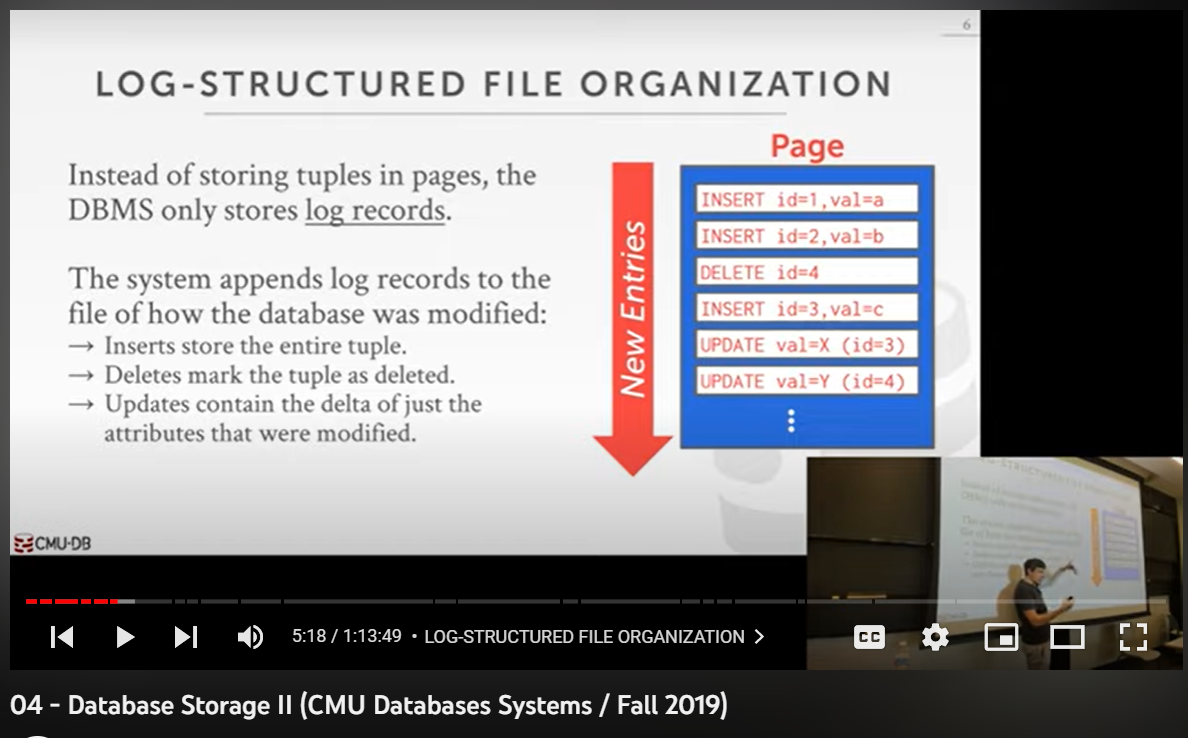 6
LOG-STRUCTURED FILE ORGANIZATION
Instead of storing tuples in pages, the
DBMS only stores log records.
The system appends log records to the
file of how the database was modified:
→ Inserts store the entire tuple.
→ Deletes mark the tuple as deleted.
→ Updates contain the delta of just the
attributes that were modified.
New Entries
Page
INSERT id=1,val=a
INSERT id=2,val=b
DELETE id=4
INSERT id=3,val=c
UPDATE val=X (id=3)
UPDATE val=Y (id=4)
CMU·DB
5:18 / 1:13:49 • LOG-STRUCTURED FILE ORGANIZATION
CC
04 - Database Storage II (CMU Databases Systems / Fall 2019)